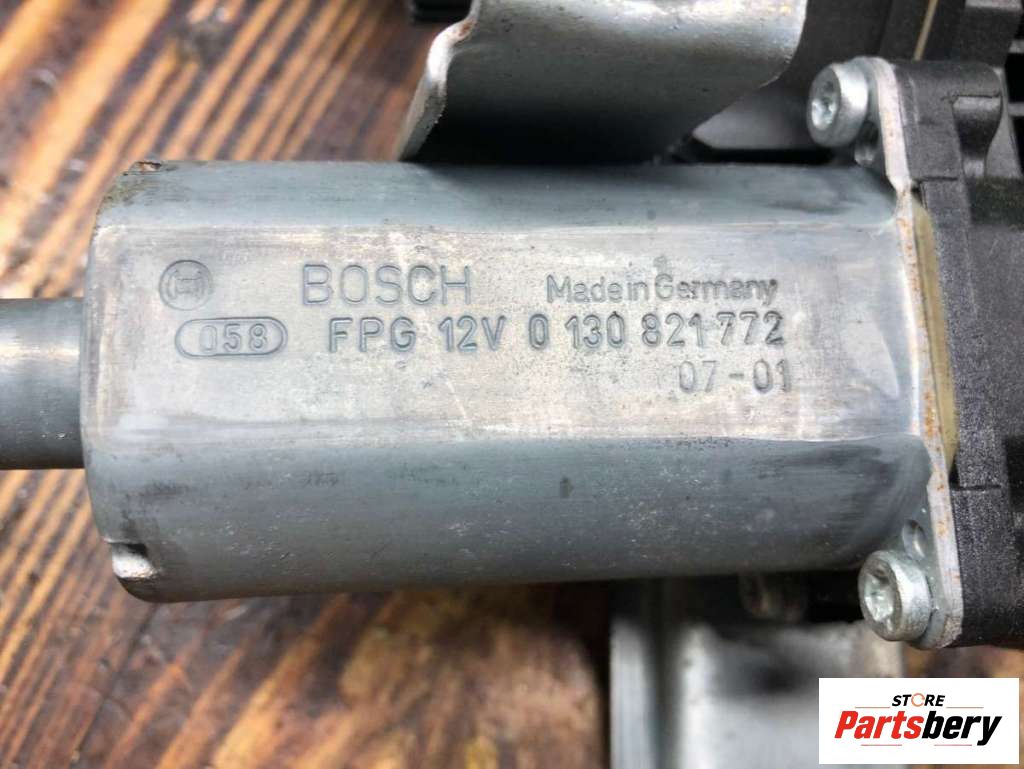 BOSCH Made in Germany
058 FPG 12V 0 130 821 772
07-01
STORE
Partsbery